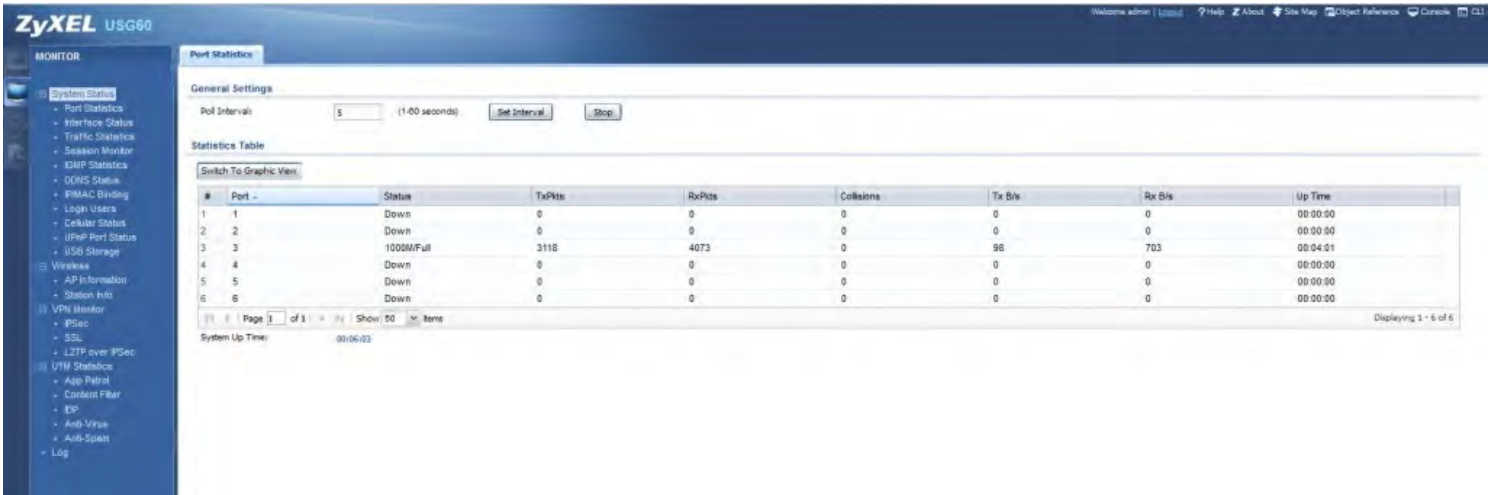 ZyXEL USG60
Welcome admin | Logout ?Help Z About Site Map Object Reference Console CLI
MONITOR
System Status
- Port Statistics
- Interface Status
- Traffic Statistics
- Session Monitor
- IGMP Statistics
- DDNS Status
- IP/MAC Binding
- Login Users
- Cellular Status
- UPnP Port Status
- USB Storage
Wireless
- AP Information
- Station Info
VPN Monitor
- IPSec
- SSL
- L2TP over IPSec
UTM Statistics
- App Patrol
- Content Filter
- IDP
- Anti-Virus
- Anti-Spam
- Log
Port Statistics
General Settings
Poll Interval: 5 (1-60 seconds) Set Interval Stop
Statistics Table
Switch To Graphic View
# Port Status TxPkts RxPkts Collisions Tx B/s Rx B/s Up Time
1 1 Down 0 0 0 0 0 00:00:00
2 2 Down 0 0 0 0 0 00:00:00
3 3 1000M/Full 3118 4073 0 98 703 00:04:01
4 4 Down 0 0 0 0 0 00:00:00
5 5 Down 0 0 0 0 0 00:00:00
6 6 Down 0 0 0 0 0 00:00:00
Page 1 of 1 Show 50 items Displaying 1 - 6 of 6
System Up Time: 00:06:03